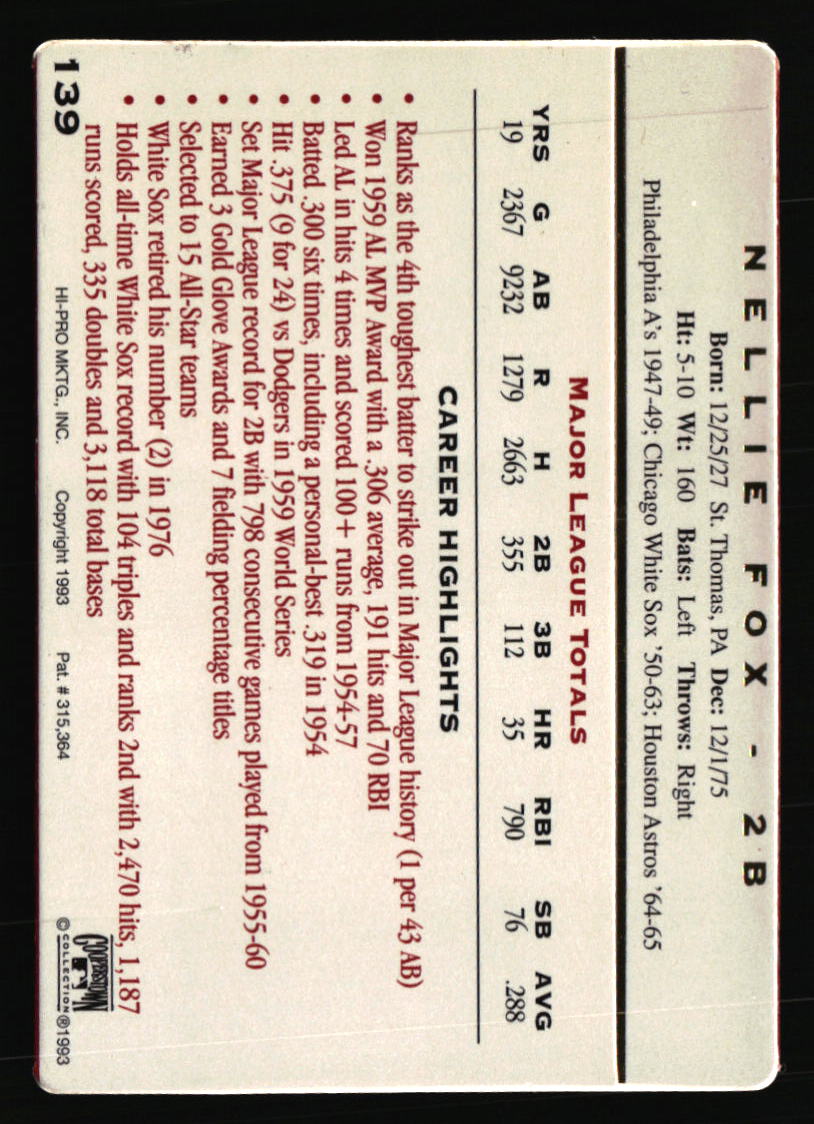 NELLIE FOX - 2B
Born: 12/25/27 St. Thomas, PA Dec: 12/1/75
Ht: 5-10 Wt: 160 Bats: Left Throws: Right
Philadelphia A's 1947-49; Chicago White Sox '50-63; Houston Astros '64-65
MAJOR LEAGUE TOTALS
YRS G AB R H 2B 3B HR RBI SB AVG
19 2367 9232 1279 2663 355 112 35 790 76 .288
CAREER HIGHLIGHTS
• Ranks as the 4th toughest batter to strike out in Major League history (1 per 43 AB)
• Won 1959 AL MVP Award with a .306 average, 191 hits and 70 RBI
• Led AL in hits 4 times and scored 100+ runs from 1954-57
• Batted .300 six times, including a personal-best .319 in 1954
• Hit .375 (9 for 24) vs Dodgers in 1959 World Series
• Set Major League record for 2B with 798 consecutive games played from 1955-60
• Earned 3 Gold Glove Awards and 7 fielding percentage titles
• Selected to 15 All-Star teams
• White Sox retired his number (2) in 1976
• Holds all-time White Sox record with 104 triples and ranks 2nd with 2,470 hits, 1,187
runs scored, 335 doubles and 3,118 total bases
139 HI-PRO MKTG., INC. Copyright 1993 Pat. # 315,364
COOPERSTOWN
© COLLECTION ® 1993